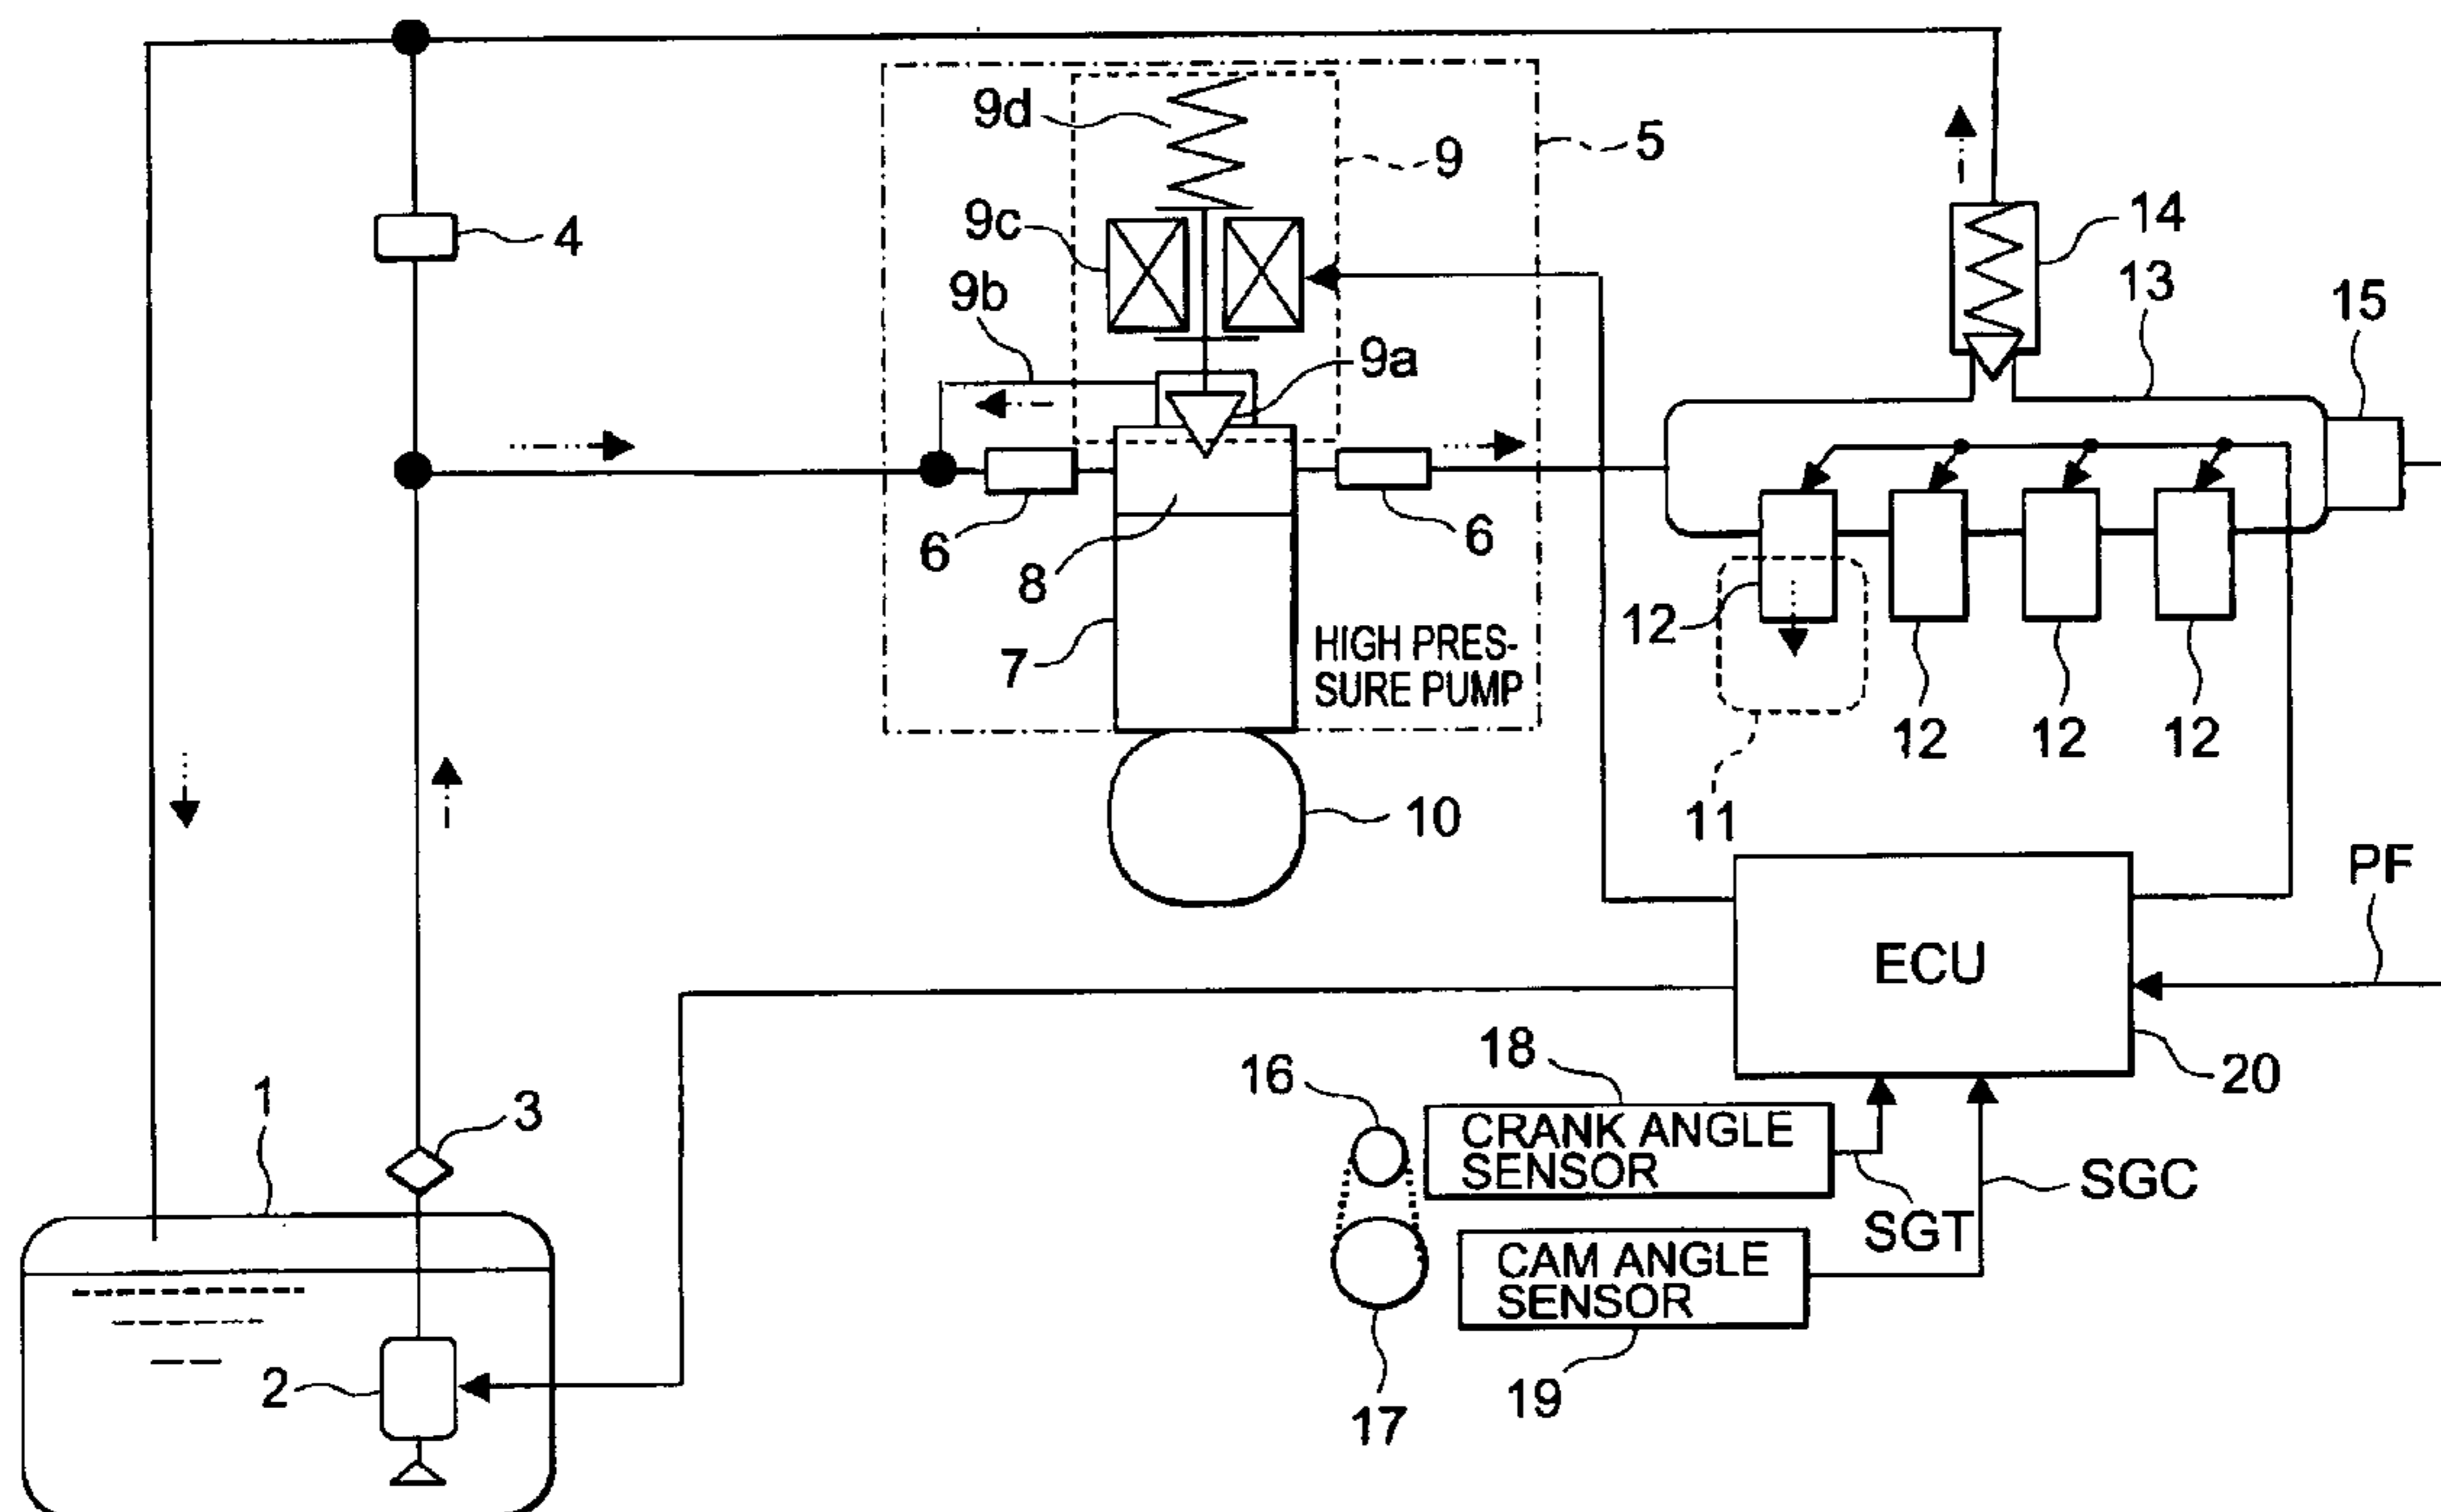 9d
5
9
4
9c
14
13
15
9b
9a
6
6
8
12
7
HIGH PRES-
SURE PUMP
12
12
12
10
11
PF
ECU
18
16
20
1
3
CRANK ANGLE
SENSOR
SGC
SGT
CAM ANGLE
SENSOR
2
19
17